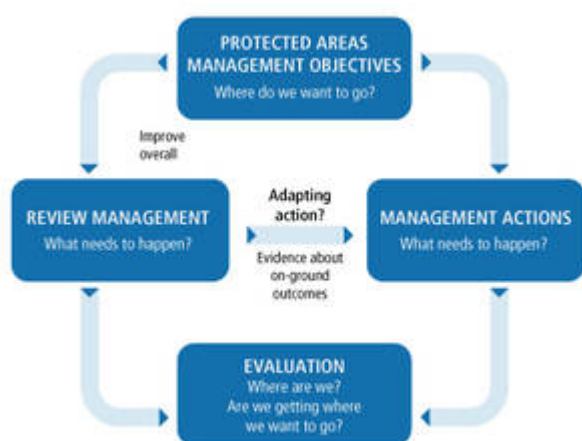 PROTECTED AREAS
MANAGEMENT OBJECTIVES
Where do we want to go?
Improve
overall
REVIEW MANAGEMENT
What needs to happen?
Adapting
action?
Evidence about
on-ground
outcomes
MANAGEMENT ACTIONS
What needs to happen?
EVALUATION
Where are we?
Are we getting where
we want to go?